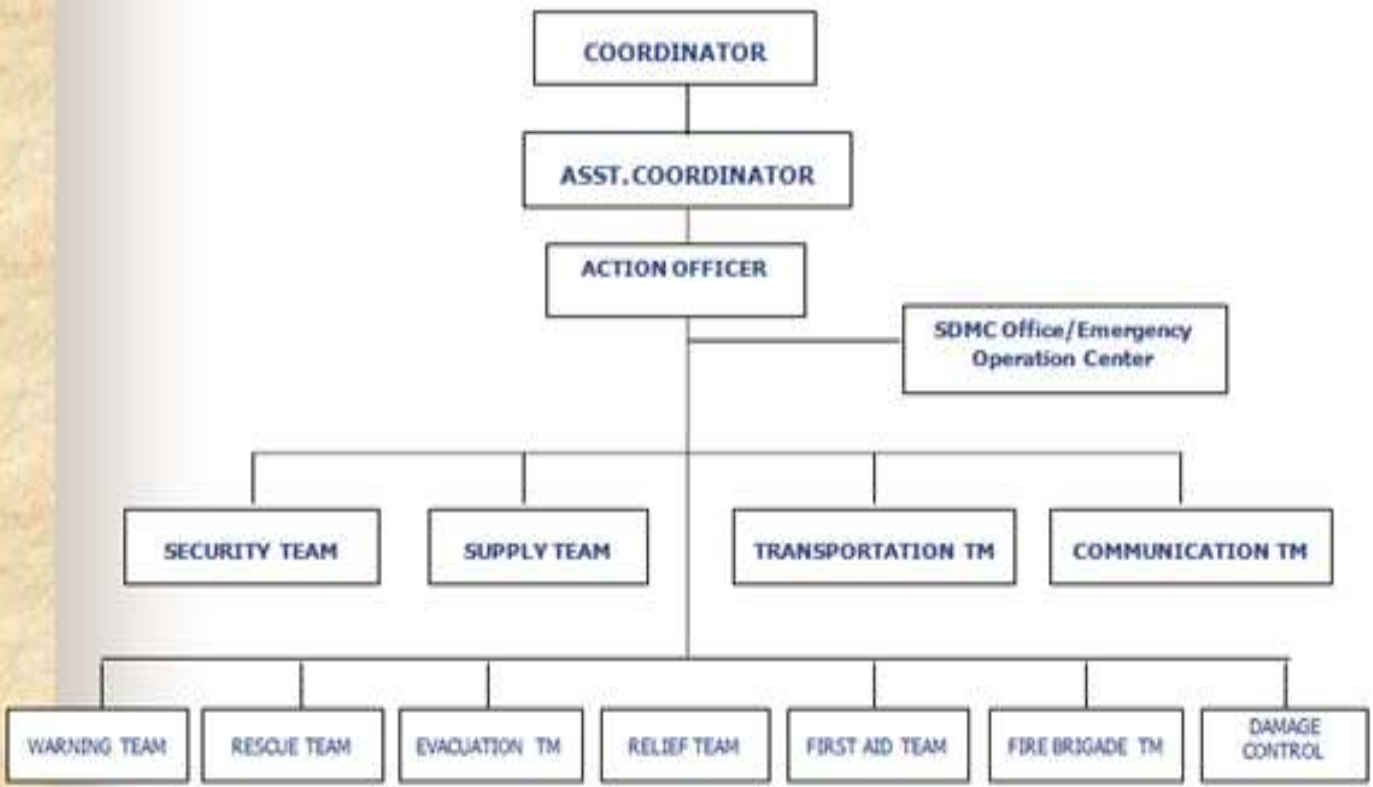 COORDINATOR
ASST.COORDINATOR
ACTION OFFICER
SDMC Office/Emergency
Operation Center
SECURITY TEAM
SUPPLY TEAM
TRANSPORTATION TM
COMMUNICATION TM
WARNING TEAM
RESCUE TEAM
EVACUATION TM
RELIEF TEAM
FIRST AID TEAM
FIRE BRIGADE TM
DAMAGE
CONTROL